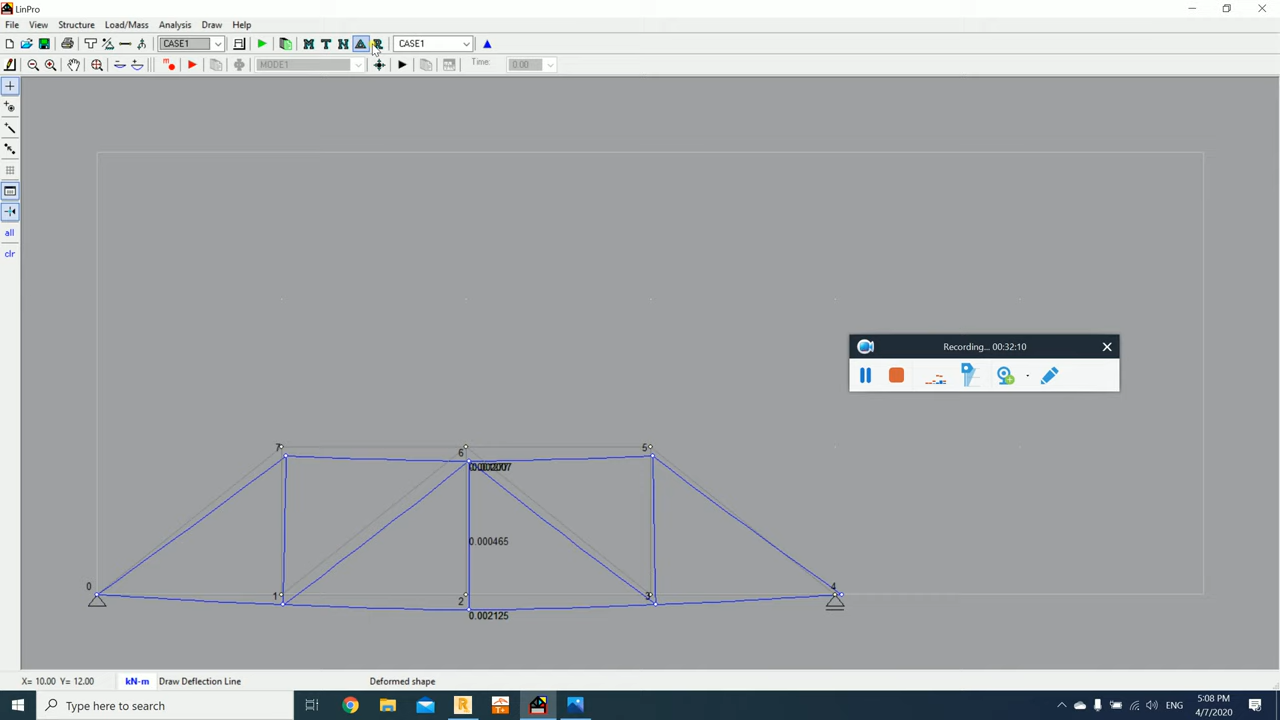 LinPro
File View Structure Load/Mass Analysis Draw Help
CASE1 M T N R CASE1
MODE1 Time: 0.00
all
clr
Recording... 00:32:10
7 6 5
0.000465
0 1 2 3 4
0.002125
X= 10.00 Y= 12.00 kN-m Draw Deflection Line Deformed shape
Type here to search
ENG
5:08 PM
4/7/2020